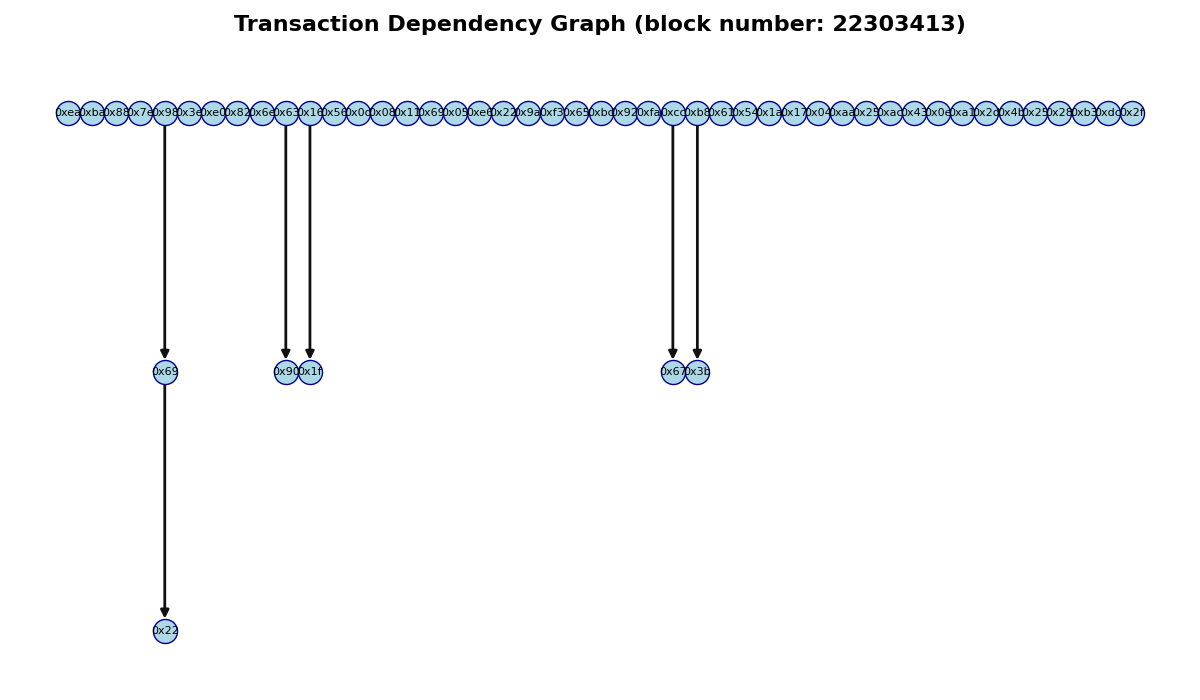 Transaction Dependency Graph (block number: 22303413)
0xea 0xba 0x88 0x7e 0x98 0x3e 0xe0 0x82 0x6e 0x63 0x16 0x56 0x0c 0x08 0x11 0x69 0x05 0xe6 0x22 0x9a 0xf3 0x65 0xbd 0x92 0xfa 0xcc 0xb8 0x61 0x54 0x1a 0x17 0x04 0xaa 0x25 0xac 0x43 0x0e 0xa1 0x2d 0x4b 0x25 0x28 0xb3 0xdc 0x2f
0x69 0x90 0x1f 0x67 0x3b
0x22